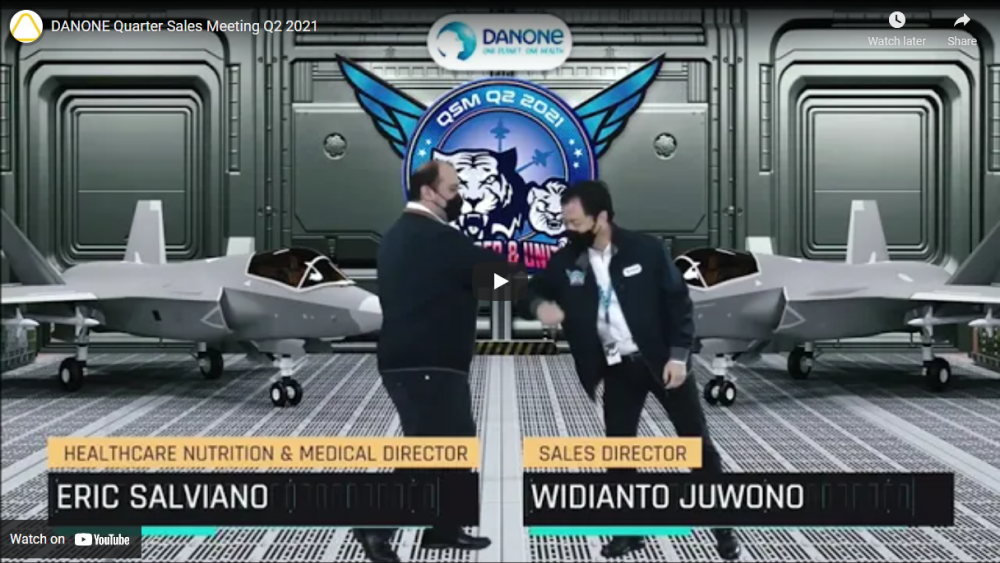 DANONE Quarter Sales Meeting Q2 2021
Watch later
Share
DANONE
ONE PLANET. ONE HEALTH
QSM Q2 2021
& UNIT
HEALTHCARE NUTRITION & MEDICAL DIRECTOR
ERIC SALVIANO
SALES DIRECTOR
WIDIANTO JUWONO
Watch on YouTube